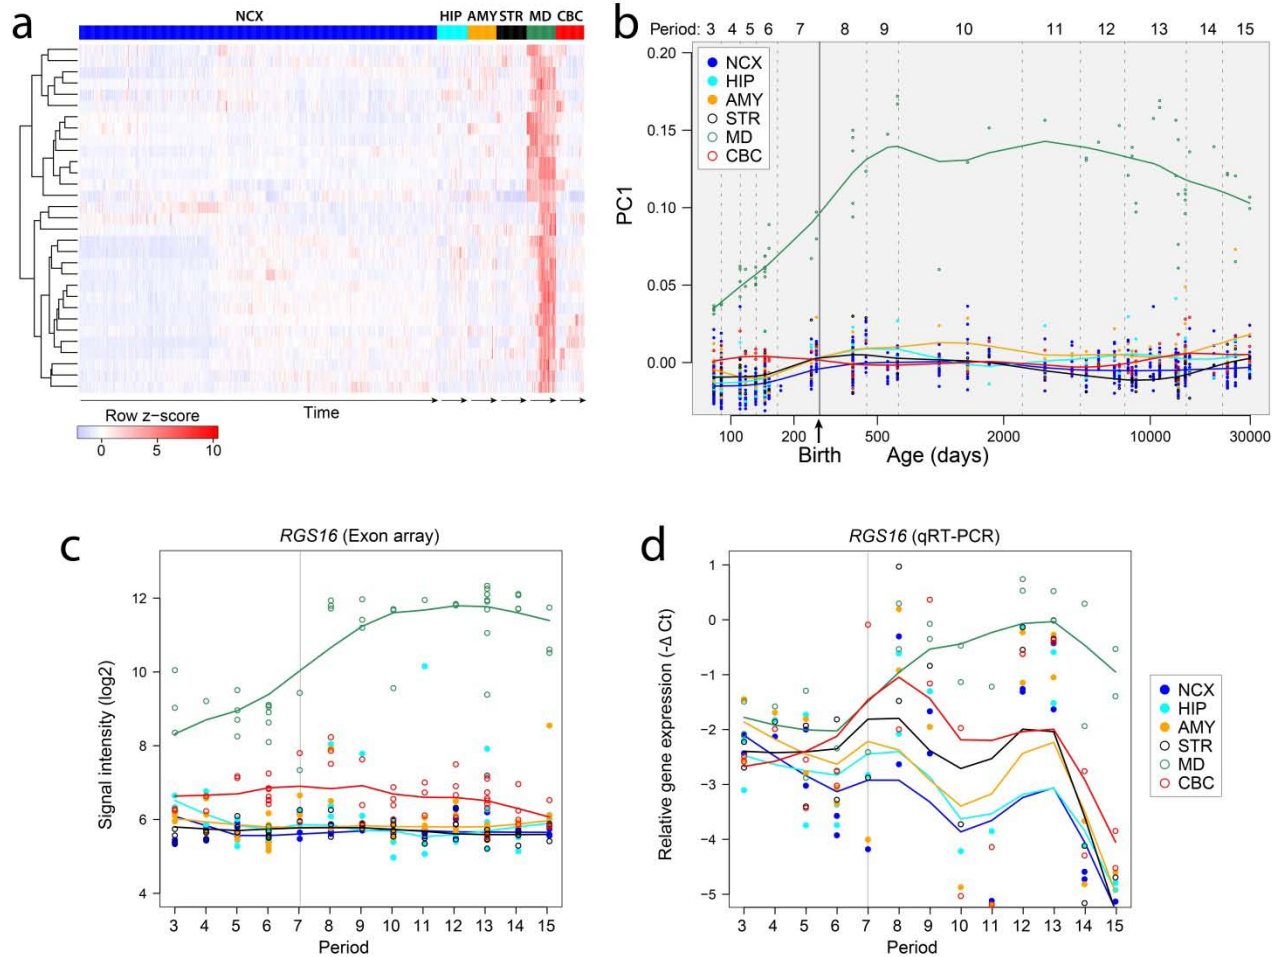 a
NCX HIP AMY STR MD CBC
Row z-score
Time
0 5 10
b
Period: 3 4 5 6 7 8 9 10 11 12 13 14 15
0.20
0.15
0.10
0.05
0.00
PC1
NCX
HIP
AMY
STR
MD
CBC
100 200 500 2000 10000 30000
Birth Age (days)
c
RGS16 (Exon array)
Signal intensity (log2)
12
10
8
6
4
3 4 5 6 7 8 9 10 11 12 13 14 15
Period
d
RGS16 (qRT-PCR)
Relative gene expression (-Δ Ct)
1
0
−1
−2
−3
−4
−5
3 4 5 6 7 8 9 10 11 12 13 14 15
Period
NCX
HIP
AMY
STR
MD
CBC